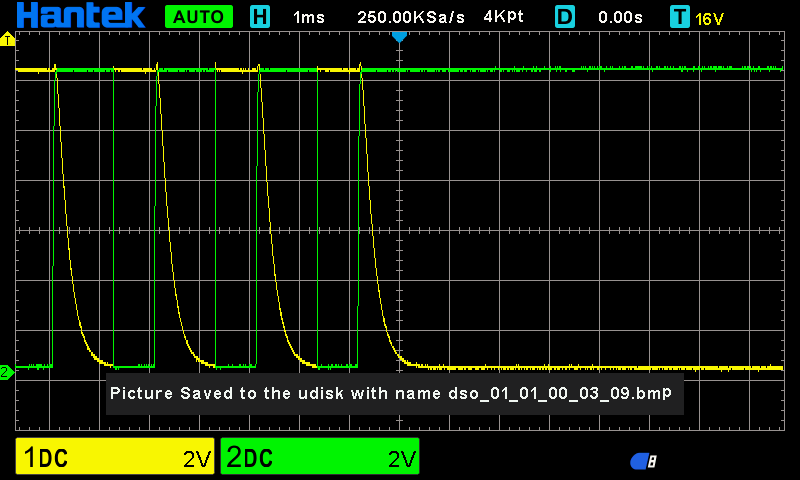 Hantek AUTO H 1ms 250.00KSa/s 4Kpt D 0.00s T 16V
T
2
Picture Saved to the udisk with name dso_01_01_00_03_09.bmp
1DC 2V 2DC 2V